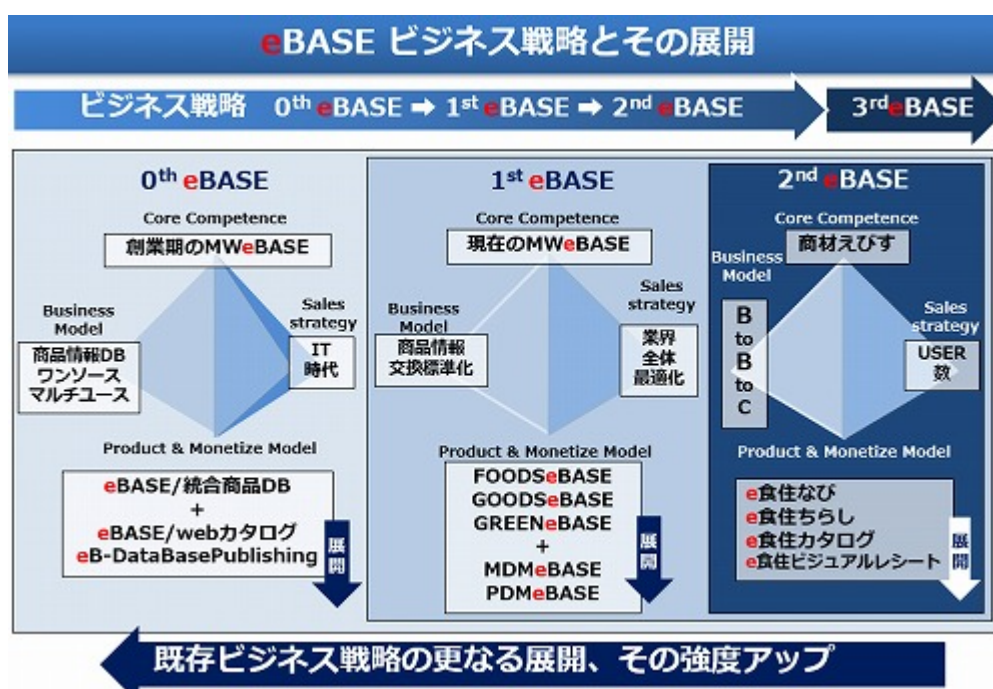 eBASE ビジネス戦略とその展開
ビジネス戦略 0th eBASE ➡ 1st eBASE ➡ 2nd eBASE
3rd eBASE
0th eBASE
Core Competence
創業期のMWeBASE
Business
Model
商品情報DB
ワンソース
マルチユース
Sales
strategy
IT
時代
Product & Monetize Model
eBASE/統合商品DB
+
eBASE/webカタログ
eB-DataBasePublishing
展
開
1st eBASE
Core Competence
現在のMWeBASE
Business
Model
商品情報
交換標準化
Sales
strategy
業界
全体
最適化
Product & Monetize Model
FOODSeBASE
GOODSeBASE
GREENeBASE
+
MDMeBASE
PDMeBASE
展
開
2nd eBASE
Core Competence
商材えびす
Business
Model
B
to
B
to
C
Sales
strategy
USER
数
Product & Monetize Model
e食住なび
e食住ちらし
e食住カタログ
e食住ビジュアルレシート
展
開
既存ビジネス戦略の更なる展開、その強度アップ